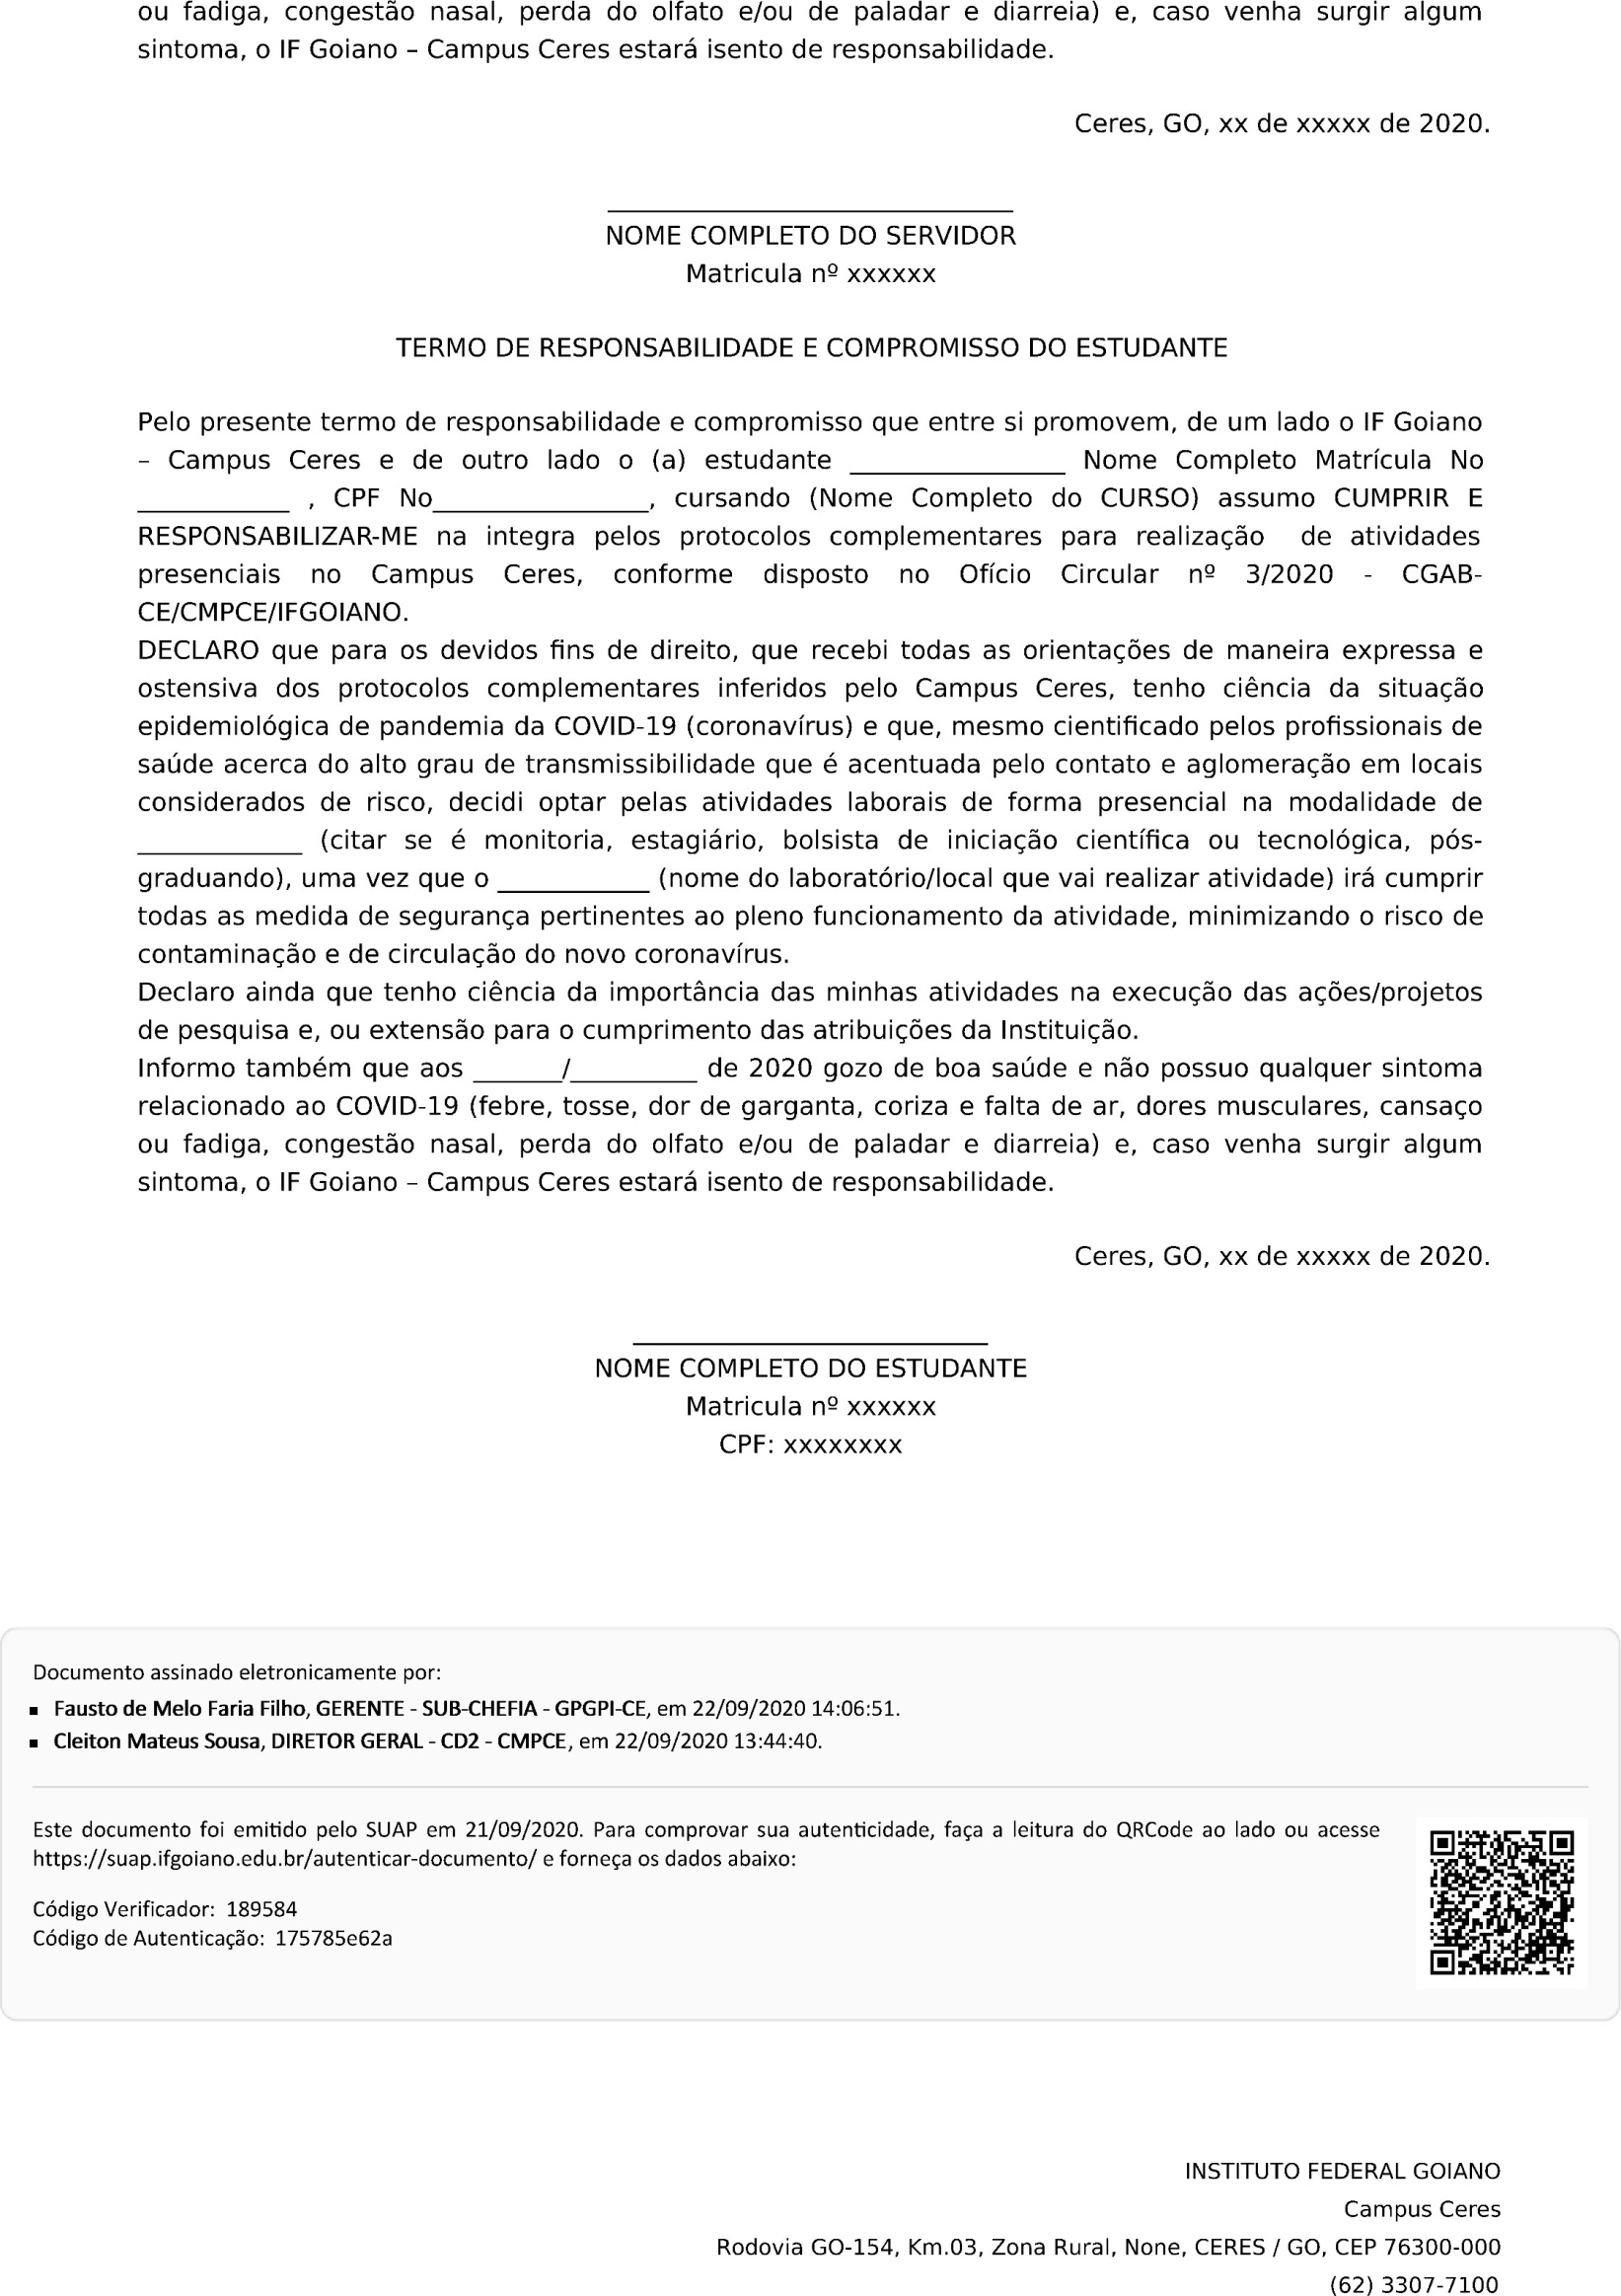 ou fadiga, congestão nasal, perda do olfato e/ou de paladar e diarreia) e, caso venha surgir algum
sintoma, o IF Goiano – Campus Ceres estará isento de responsabilidade.
Ceres, GO, xx de xxxxx de 2020.
________________________________
NOME COMPLETO DO SERVIDOR
Matricula nº xxxxxx
TERMO DE RESPONSABILIDADE E COMPROMISSO DO ESTUDANTE
Pelo presente termo de responsabilidade e compromisso que entre si promovem, de um lado o IF Goiano
– Campus Ceres e de outro lado o (a) estudante _________________ Nome Completo Matrícula No
____________ , CPF No_________________, cursando (Nome Completo do CURSO) assumo CUMPRIR E
RESPONSABILIZAR-ME na integra pelos protocolos complementares para realização de atividades
presenciais no Campus Ceres, conforme disposto no Ofício Circular nº 3/2020 - CGAB-
CE/CMPCE/IFGOIANO.
DECLARO que para os devidos fins de direito, que recebi todas as orientações de maneira expressa e
ostensiva dos protocolos complementares inferidos pelo Campus Ceres, tenho ciência da situação
epidemiológica de pandemia da COVID-19 (coronavírus) e que, mesmo cientificado pelos profissionais de
saúde acerca do alto grau de transmissibilidade que é acentuada pelo contato e aglomeração em locais
considerados de risco, decidi optar pelas atividades laborais de forma presencial na modalidade de
_____________ (citar se é monitoria, estagiário, bolsista de iniciação científica ou tecnológica, pós-
graduando), uma vez que o ____________ (nome do laboratório/local que vai realizar atividade) irá cumprir
todas as medida de segurança pertinentes ao pleno funcionamento da atividade, minimizando o risco de
contaminação e de circulação do novo coronavírus.
Declaro ainda que tenho ciência da importância das minhas atividades na execução das ações/projetos
de pesquisa e, ou extensão para o cumprimento das atribuições da Instituição.
Informo também que aos _______/__________ de 2020 gozo de boa saúde e não possuo qualquer sintoma
relacionado ao COVID-19 (febre, tosse, dor de garganta, coriza e falta de ar, dores musculares, cansaço
ou fadiga, congestão nasal, perda do olfato e/ou de paladar e diarreia) e, caso venha surgir algum
sintoma, o IF Goiano – Campus Ceres estará isento de responsabilidade.
Ceres, GO, xx de xxxxx de 2020.
____________________________
NOME COMPLETO DO ESTUDANTE
Matricula nº xxxxxx
CPF: xxxxxxxx
Documento assinado eletronicamente por:
▪ Fausto de Melo Faria Filho, GERENTE - SUB-CHEFIA - GPGPI-CE, em 22/09/2020 14:06:51.
▪ Cleiton Mateus Sousa, DIRETOR GERAL - CD2 - CMPCE, em 22/09/2020 13:44:40.
Este documento foi emitido pelo SUAP em 21/09/2020. Para comprovar sua autenticidade, faça a leitura do QRCode ao lado ou acesse
https://suap.ifgoiano.edu.br/autenticar-documento/ e forneça os dados abaixo:
Código Verificador: 189584
Código de Autenticação: 175785e62a
INSTITUTO FEDERAL GOIANO
Campus Ceres
Rodovia GO-154, Km.03, Zona Rural, None, CERES / GO, CEP 76300-000
(62) 3307-7100